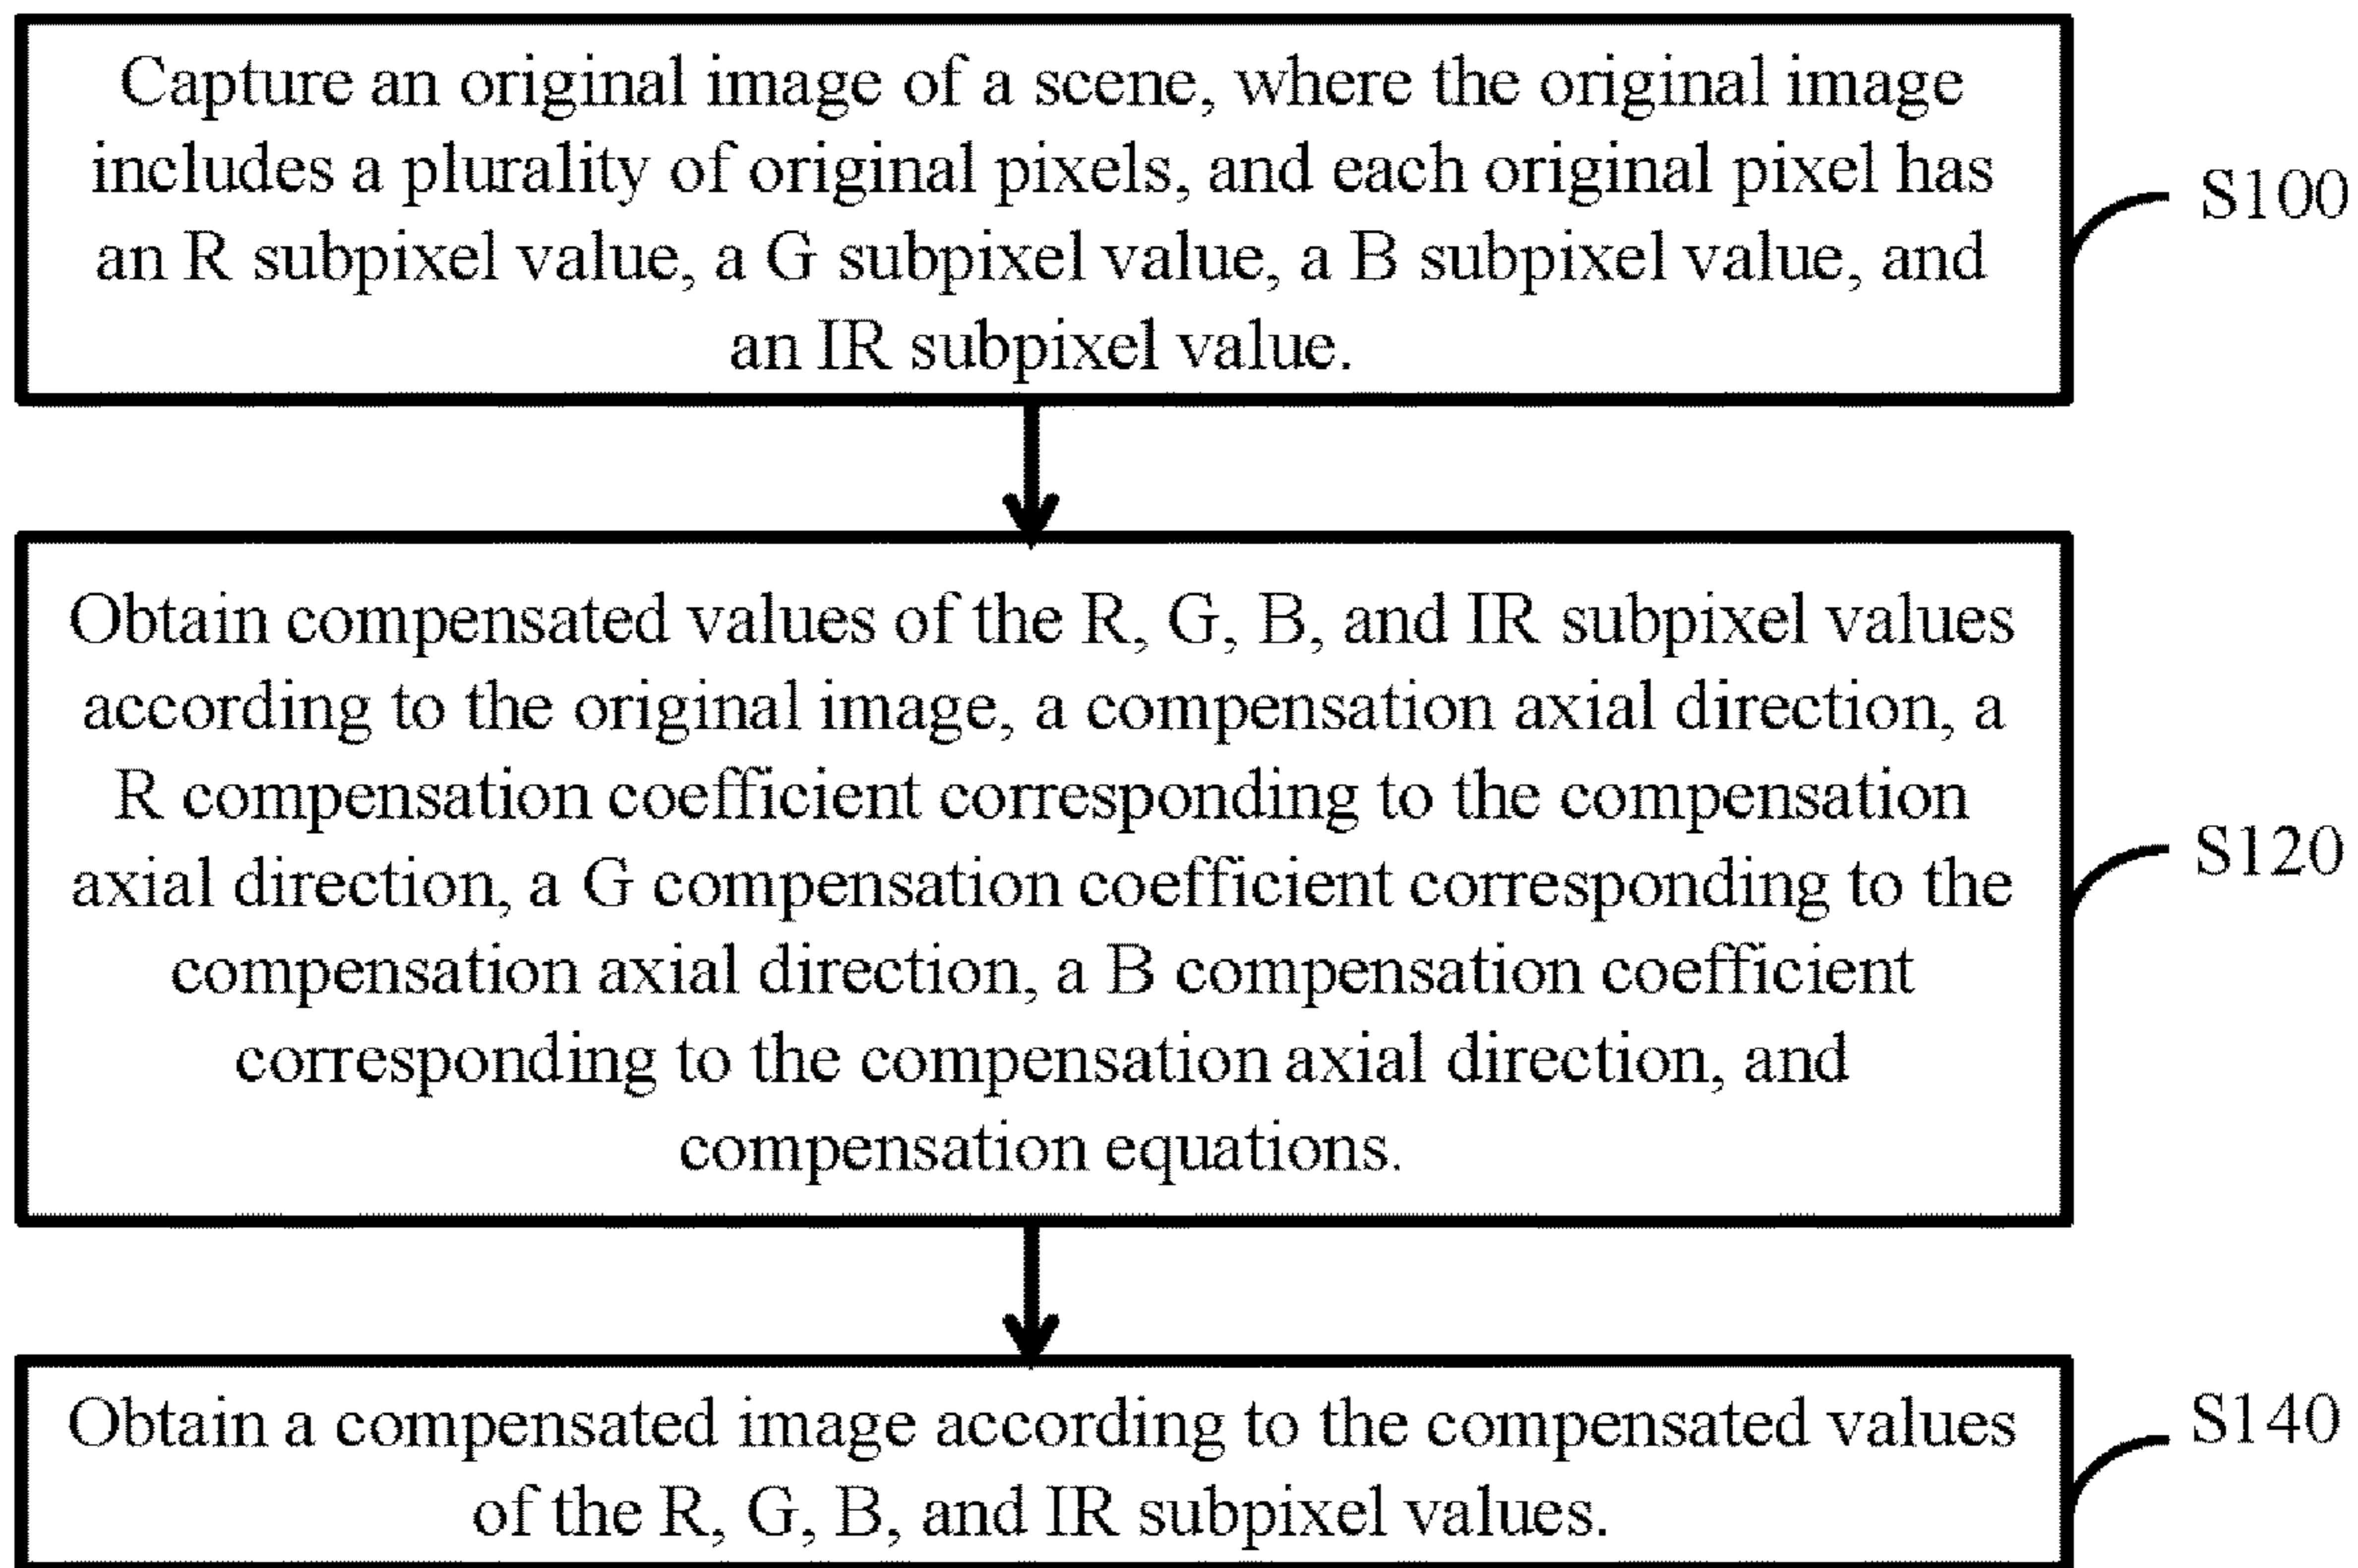 Capture an original image of a scene, where the original image
includes a plurality of original pixels, and each original pixel has
an R subpixel value, a G subpixel value, a B subpixel value, and
an IR subpixel value.
S100
Obtain compensated values of the R, G, B, and IR subpixel values
according to the original image, a compensation axial direction, a
R compensation coefficient corresponding to the compensation
axial direction, a G compensation coefficient corresponding to the
compensation axial direction, a B compensation coefficient
corresponding to the compensation axial direction, and
compensation equations.
S120
Obtain a compensated image according to the compensated values
of the R, G, B, and IR subpixel values.
S140